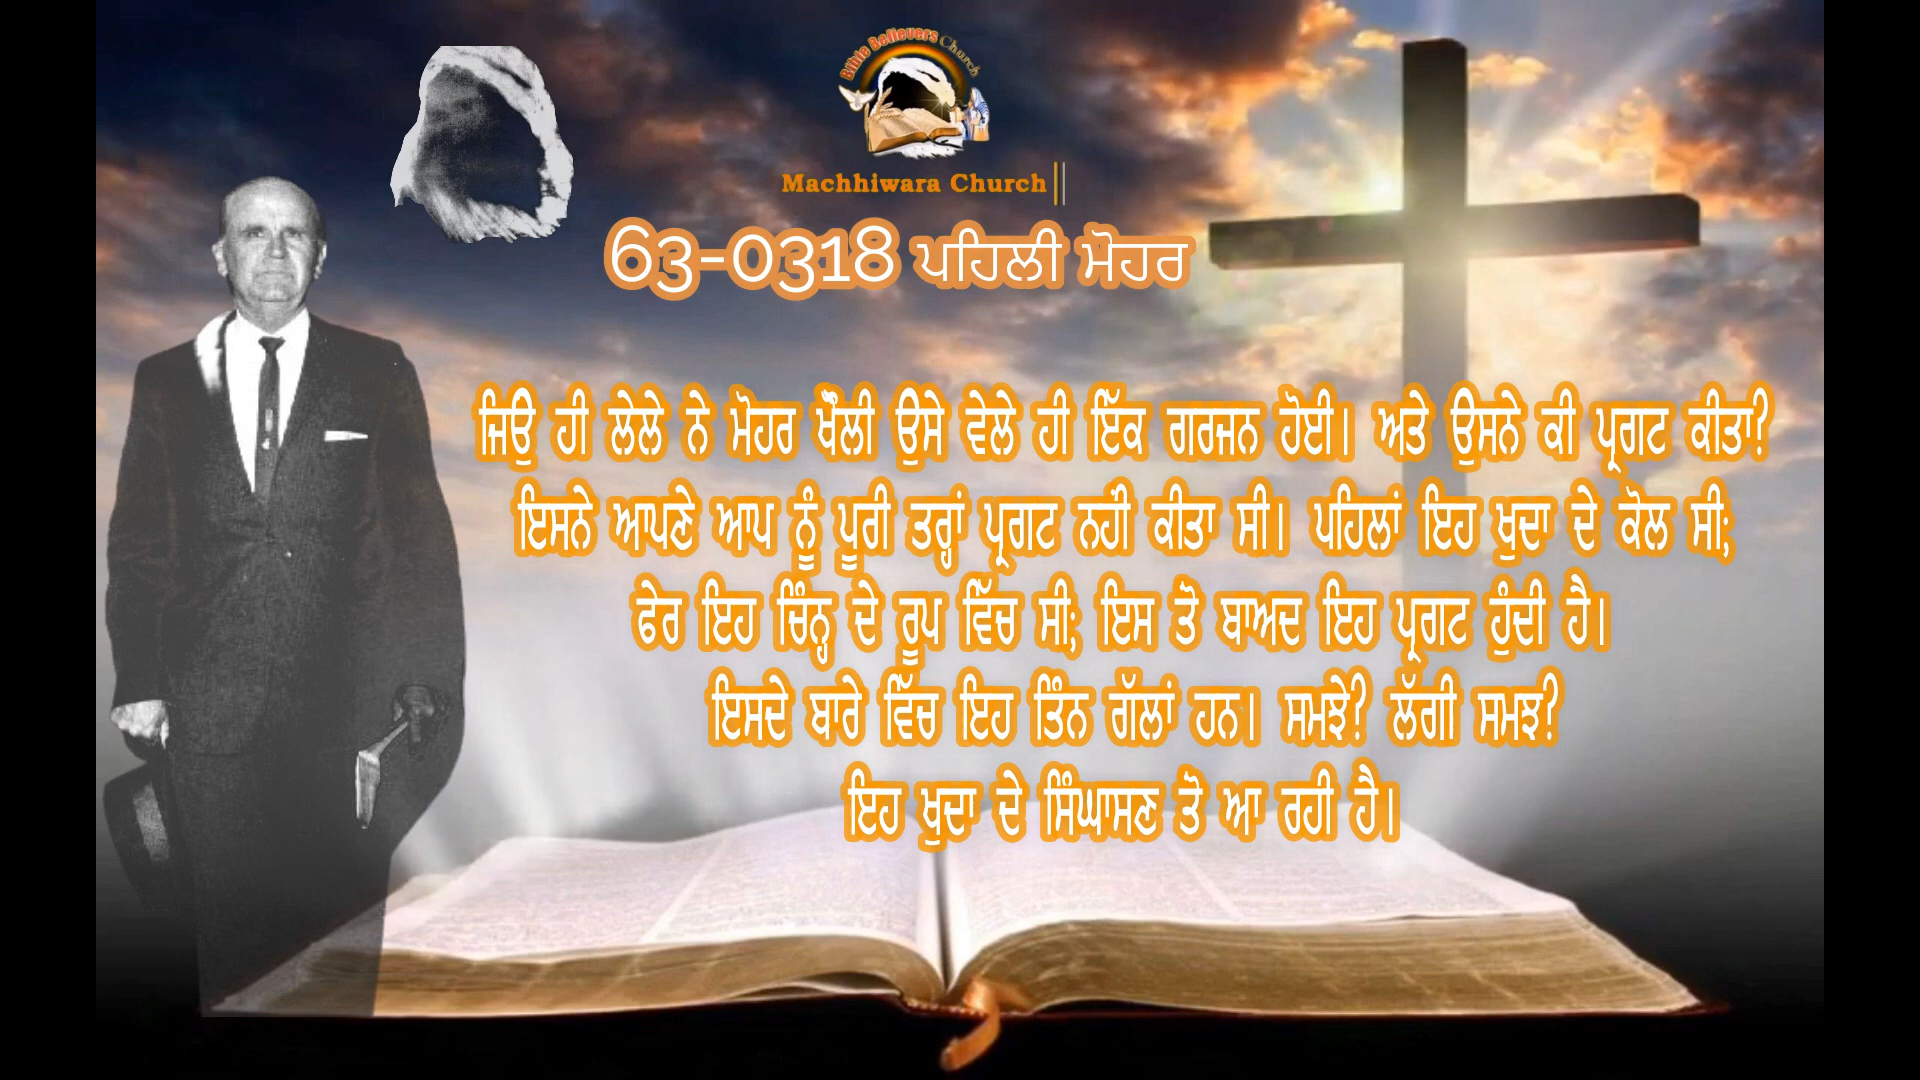 Bible Believers Church
Machhiwara Church
63-0318 ਪਹਿਲੀ ਮੋਹਰ
ਜਿਉਂ ਹੀ ਲੇਲੇ ਨੇ ਮੋਹਰ ਖੌਲੀ ਉਸੇ ਵੇਲੇ ਹੀ ਇੱਕ ਗਰਜਨ ਹੋਈ। ਅਤੇ ਉਸਨੇ ਕੀ ਪ੍ਰਗਟ ਕੀਤਾ?
ਇਸਨੇ ਆਪਣੇ ਆਪ ਨੂੰ ਪੂਰੀ ਤਰ੍ਹਾਂ ਪ੍ਰਗਟ ਨਹੀਂ ਕੀਤਾ ਸੀ। ਪਹਿਲਾਂ ਇਹ ਖੁਦਾ ਦੇ ਕੋਲ ਸੀ;
ਫੇਰ ਇਹ ਚਿੰਨ੍ਹ ਦੇ ਰੂਪ ਵਿੱਚ ਸੀ; ਇਸ ਤੋਂ ਬਾਅਦ ਇਹ ਪ੍ਰਗਟ ਹੁੰਦੀ ਹੈ।
ਇਸਦੇ ਬਾਰੇ ਵਿੱਚ ਇਹ ਤਿੰਨ ਗੱਲਾਂ ਹਨ। ਸਮਝੇ? ਲੱਗੀ ਸਮਝ?
ਇਹ ਖੁਦਾ ਦੇ ਸਿੰਘਾਸਣ ਤੋਂ ਆ ਰਹੀ ਹੈ।